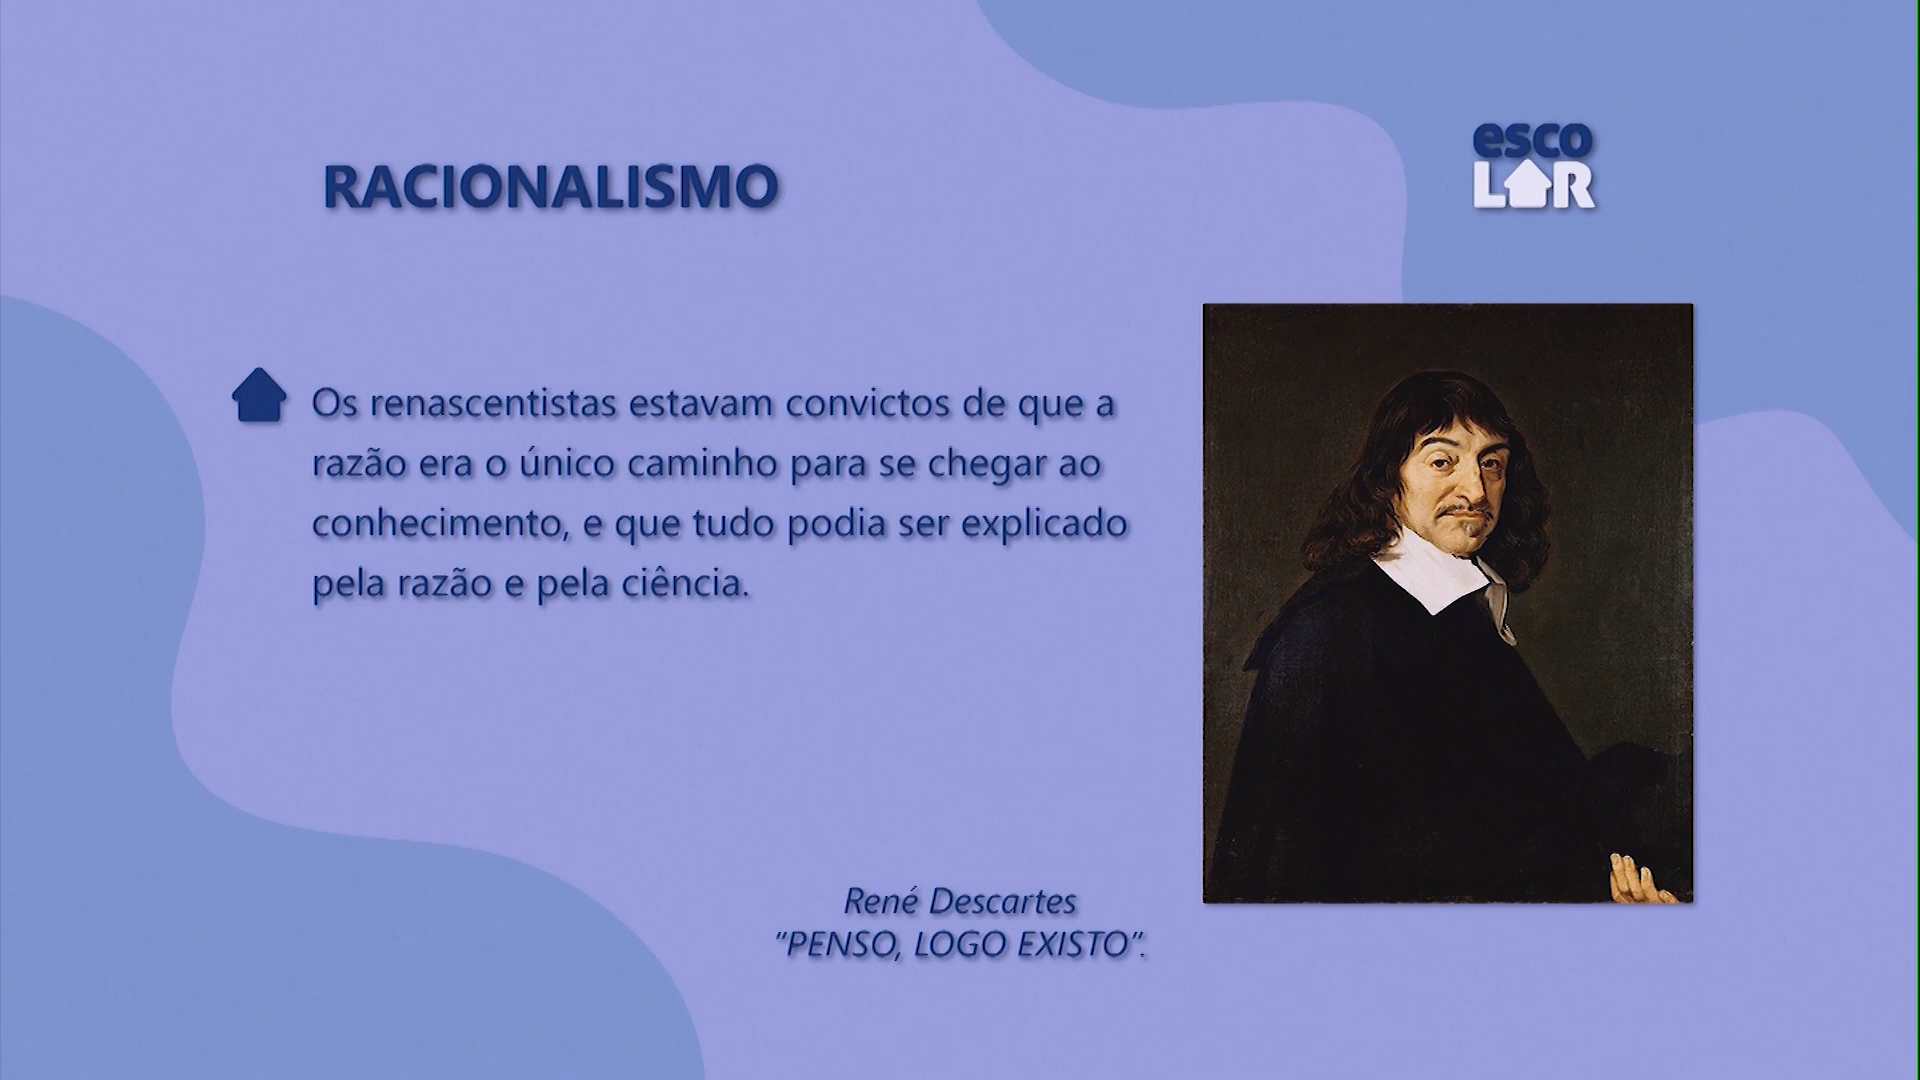 RACIONALISMO
esco
LAR
Os renascentistas estavam convictos de que a
razão era o único caminho para se chegar ao
conhecimento, e que tudo podia ser explicado
pela razão e pela ciência.
René Descartes
“PENSO, LOGO EXISTO”.